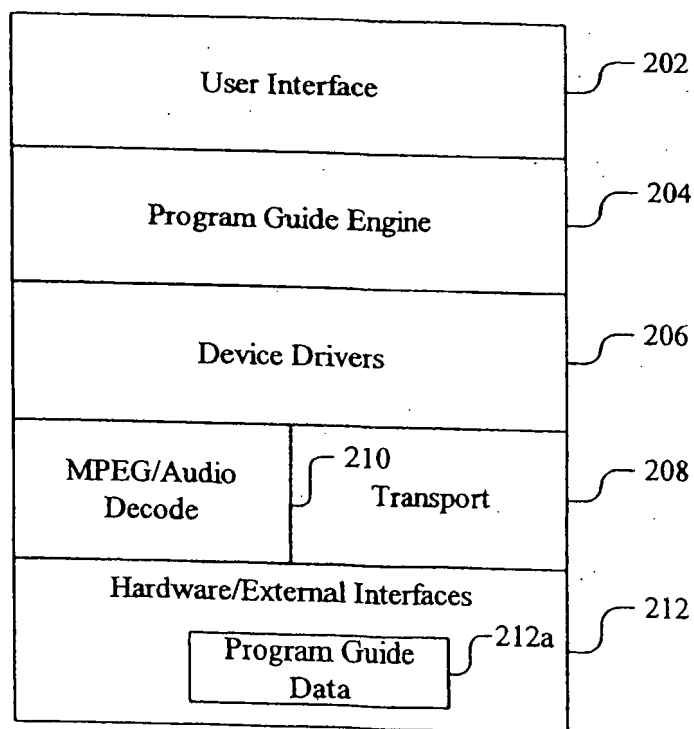 User Interface
202
Program Guide Engine
204
Device Drivers
206
MPEG/Audio
Decode
210
Transport
208
Hardware/External Interfaces
212
Program Guide
Data
212a